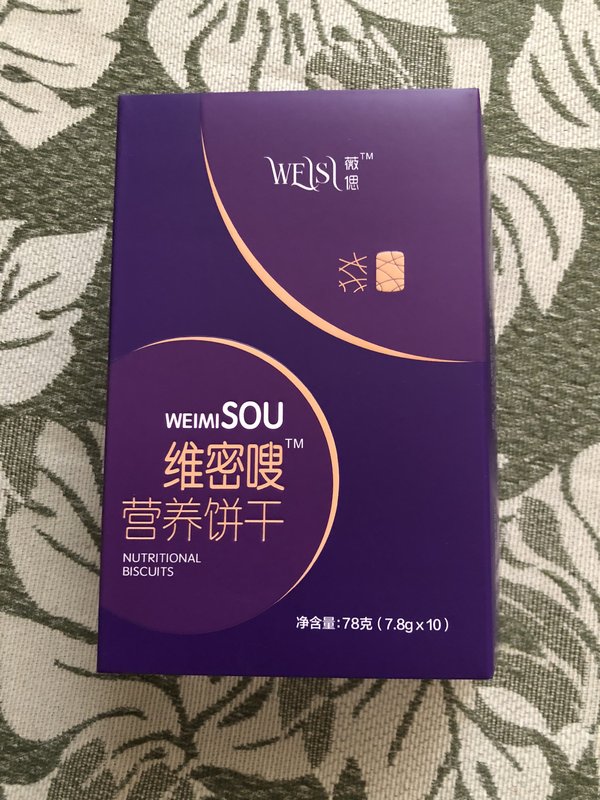 WEISI 薇偲™
WEIMISOU
维密嗖™
营养饼干
NUTRITIONAL
BISCUITS
净含量:78克(7.8g x 10)